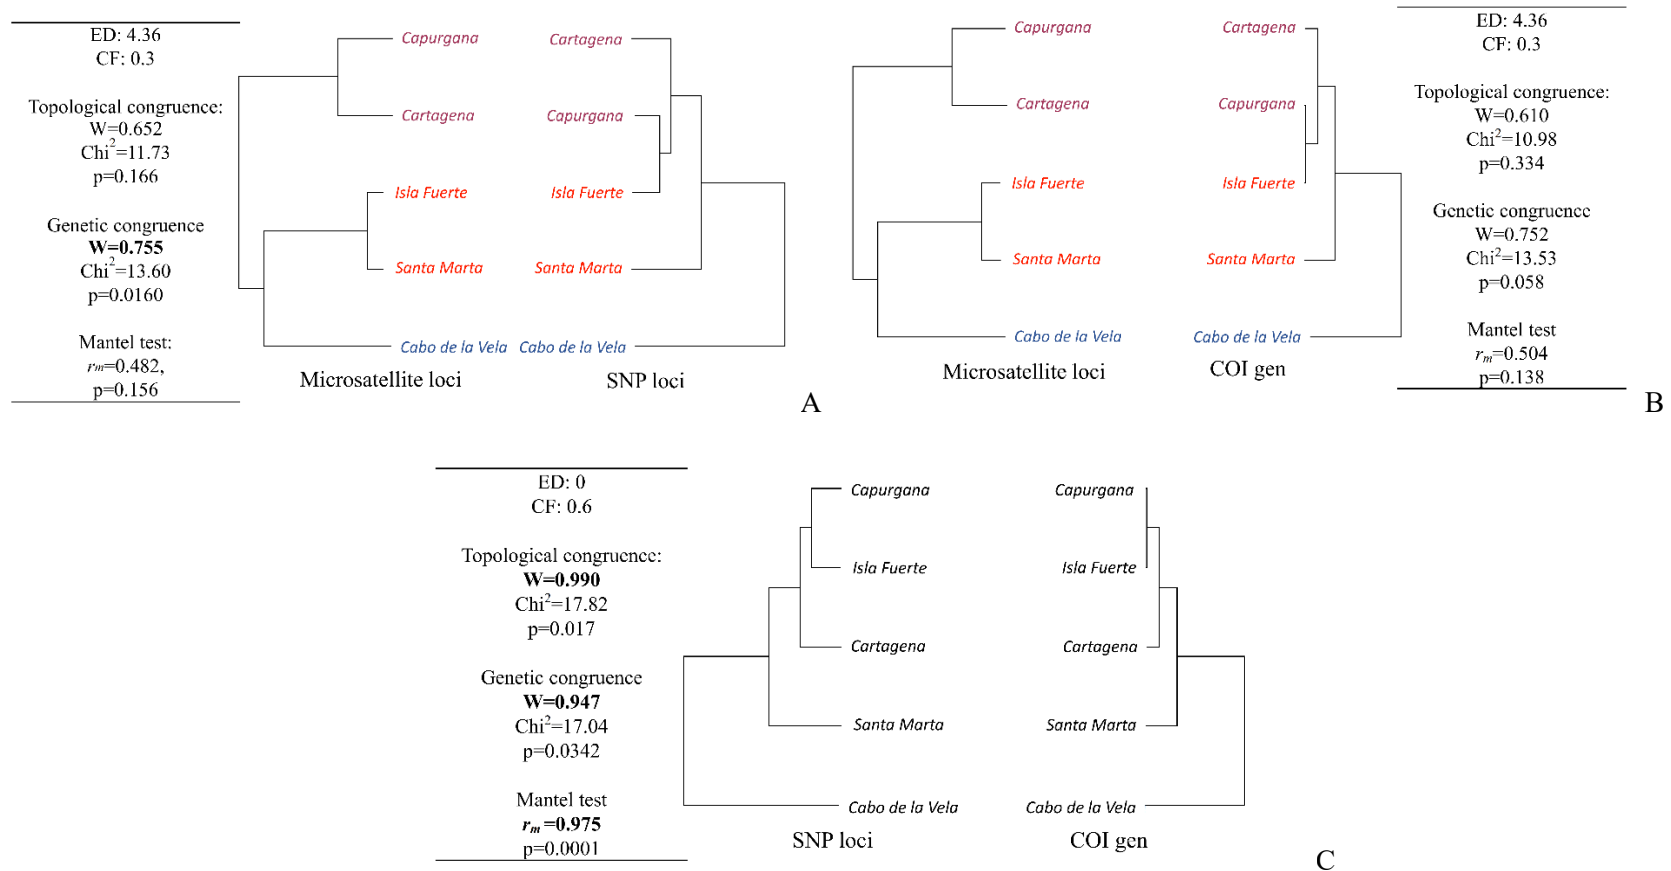 ED: 4.36
CF: 0.3
Topological congruence:
W=0.652
Chi²=11.73
p=0.166
Genetic congruence
W=0.755
Chi²=13.60
p=0.0160
Mantel test:
rm=0.482,
p=0.156
Capurgana
Cartagena
Isla Fuerte
Santa Marta
Cabo de la Vela
Microsatellite loci
Cartagena
Capurgana
Isla Fuerte
Santa Marta
Cabo de la Vela
SNP loci
A
Capurgana
Cartagena
Isla Fuerte
Santa Marta
Cabo de la Vela
Microsatellite loci
Cartagena
Capurgana
Isla Fuerte
Santa Marta
Cabo de la Vela
COI gen
ED: 4.36
CF: 0.3
Topological congruence:
W=0.610
Chi²=10.98
p=0.334
Genetic congruence
W=0.752
Chi²=13.53
p=0.058
Mantel test
rm=0.504
p=0.138
B
ED: 0
CF: 0.6
Topological congruence:
W=0.990
Chi²=17.82
p=0.017
Genetic congruence
W=0.947
Chi²=17.04
p=0.0342
Mantel test
rm=0.975
p=0.0001
Capurgana
Isla Fuerte
Cartagena
Santa Marta
Cabo de la Vela
SNP loci
Capurgana
Isla Fuerte
Cartagena
Santa Marta
Cabo de la Vela
COI gen
C